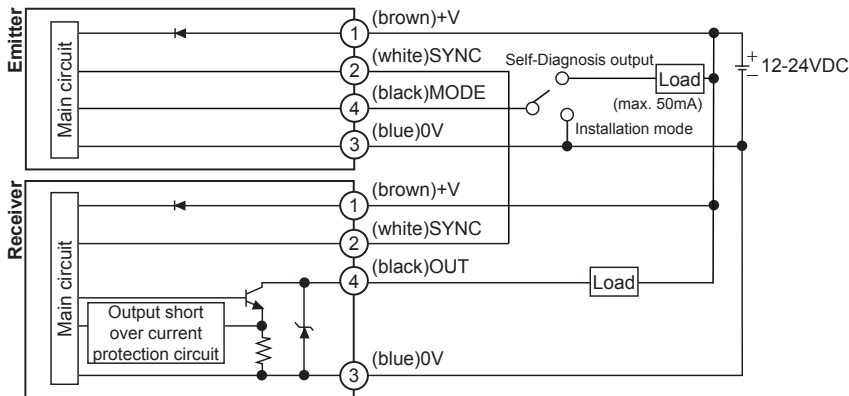 Emitter
Main circuit
1
(brown)+V
2
(white)SYNC
4
(black)MODE
3
(blue)0V
Self-Diagnosis output
Load
(max. 50mA)
Installation mode
+
−
12-24VDC
Receiver
Main circuit
1
(brown)+V
2
(white)SYNC
4
(black)OUT
Load
Output short
over current
protection circuit
3
(blue)0V